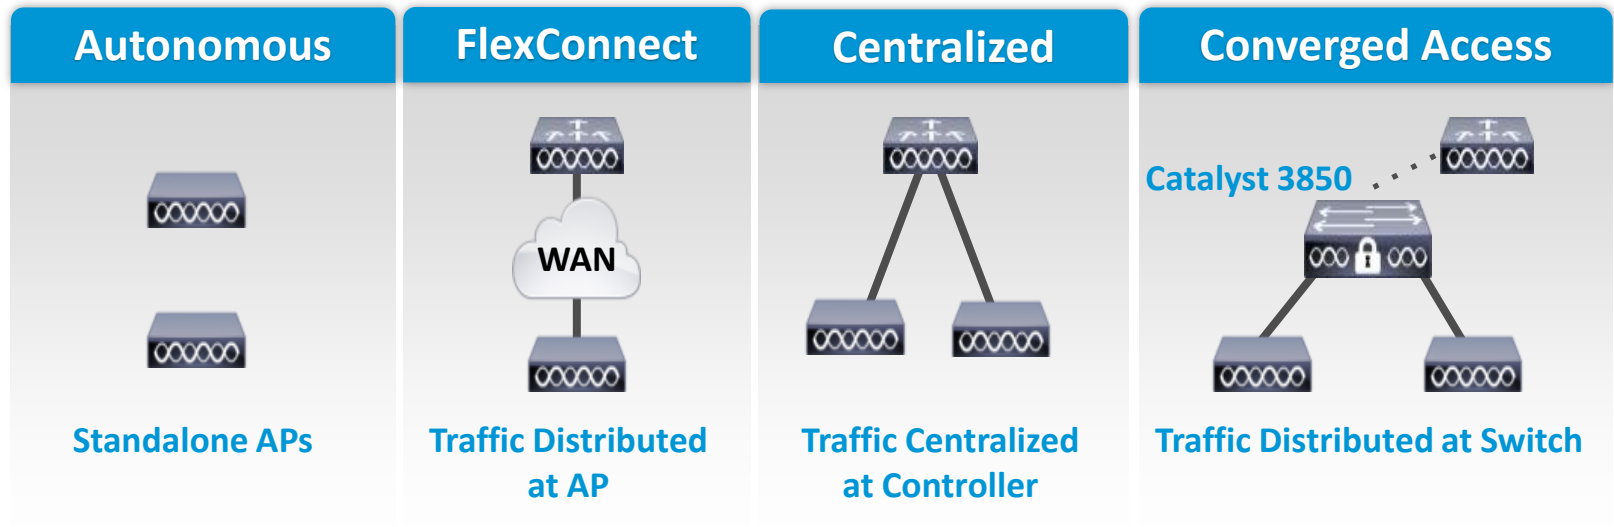 Autonomous
FlexConnect
Centralized
Converged Access
WAN
Catalyst 3850
Standalone APs
Traffic Distributed
at AP
Traffic Centralized
at Controller
Traffic Distributed at Switch